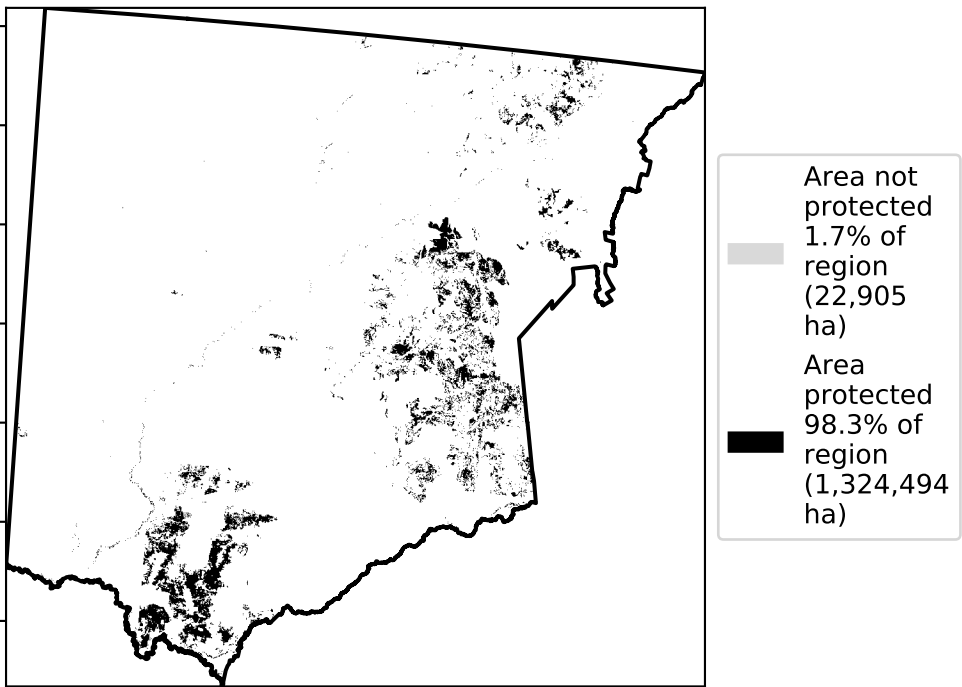 Area not
protected
1.7% of
region
(22,905
ha)
Area
protected
98.3% of
region
(1,324,494
ha)